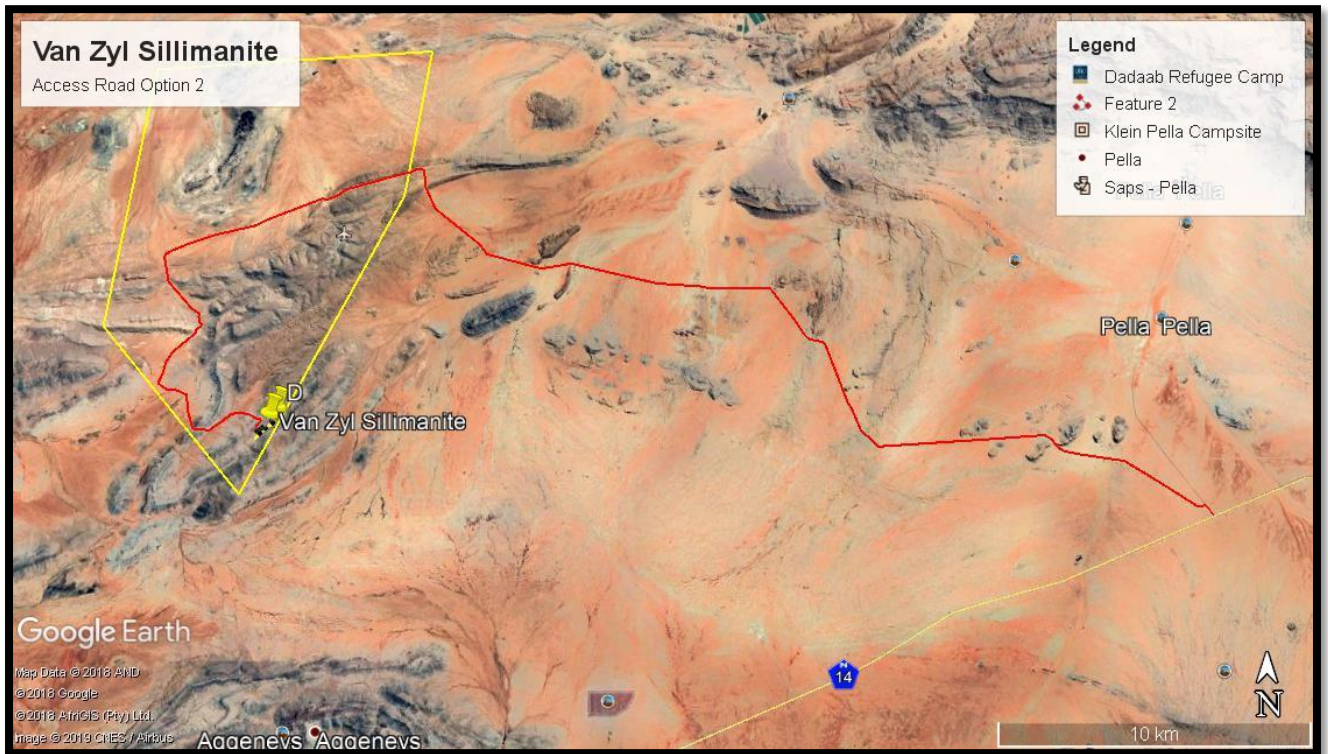 Van Zyl Sillimanite
Access Road Option 2
Legend
Dadaab Refugee Camp
Feature 2
Klein Pella Campsite
Pella
Saps - Pella
Pella Pella
Pella Pella
D
Van Zyl Sillimanite
14
N
10 km
Google Earth
Map Data © 2018 AND
© 2018 Google
© 2018 AfriGIS (Pty) Ltd.
Image © 2019 CNES / Airbus
Aggeneys Aggeneys